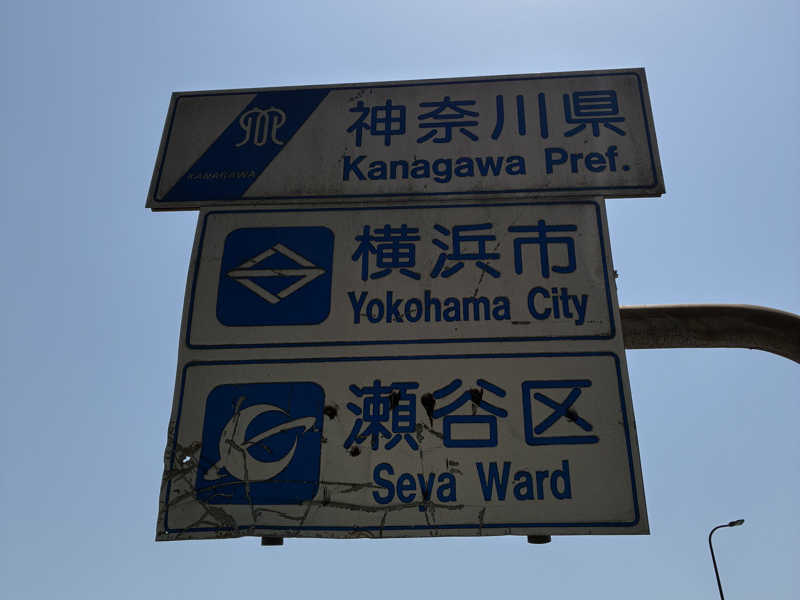 KANAGAWA
神奈川県
Kanagawa Pref.
横浜市
Yokohama City
瀬谷区
Seya Ward